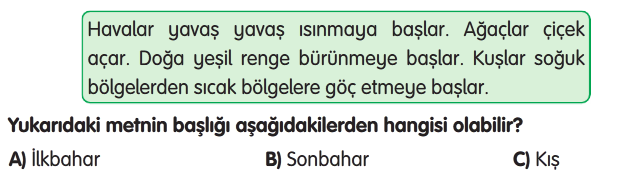 Havalar yavaş yavaş ısınmaya başlar. Ağaçlar çiçek
açar. Doğa yeşil renge bürünmeye başlar. Kuşlar soğuk
bölgelerden sıcak bölgelere göç etmeye başlar.
Yukarıdaki metnin başlığı aşağıdakilerden hangisi olabilir?
A) İlkbahar B) Sonbahar C) Kış